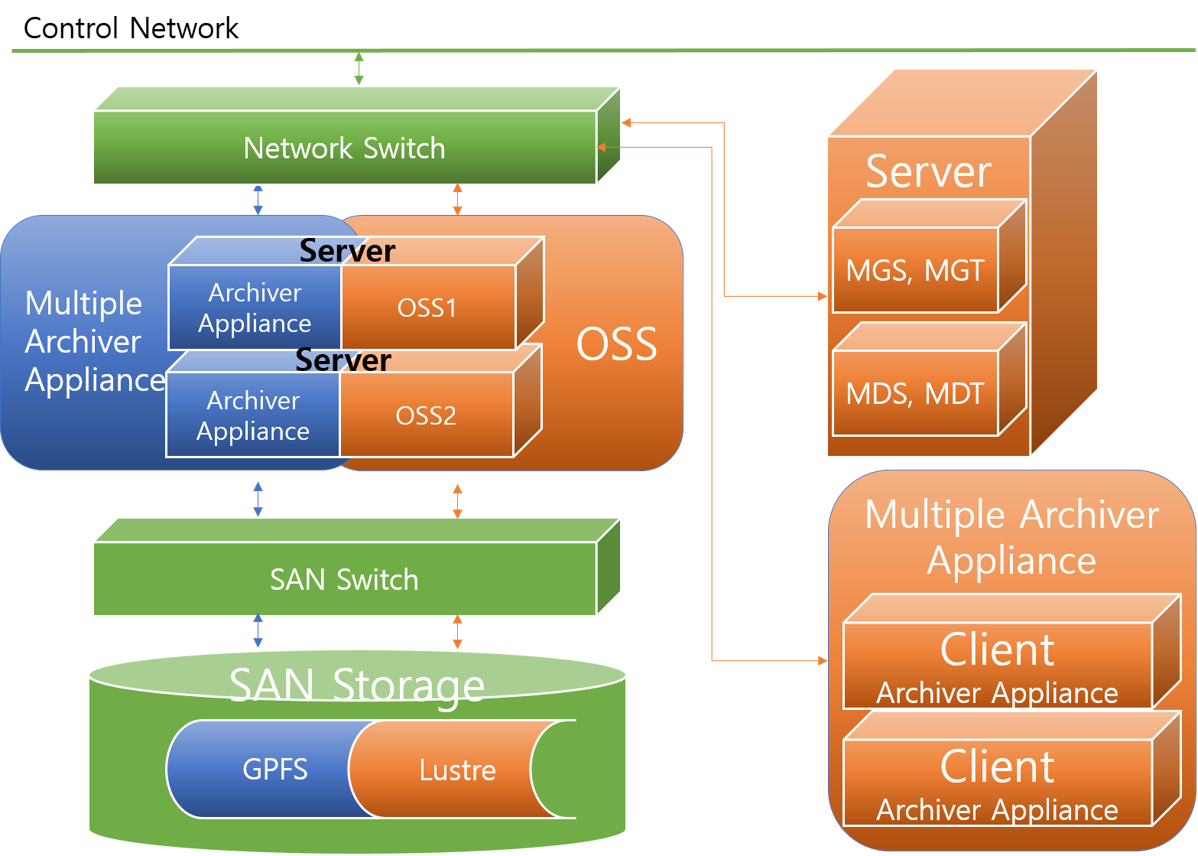 Control Network
Network Switch
Server
MGS, MGT
MDS, MDT
Multiple
Archiver
Appliance
Server
Archiver
Appliance
OSS1
Server
Archiver
Appliance
OSS2
OSS
SAN Switch
SAN Storage
GPFS
Lustre
Multiple Archiver
Appliance
Client
Archiver Appliance
Client
Archiver Appliance